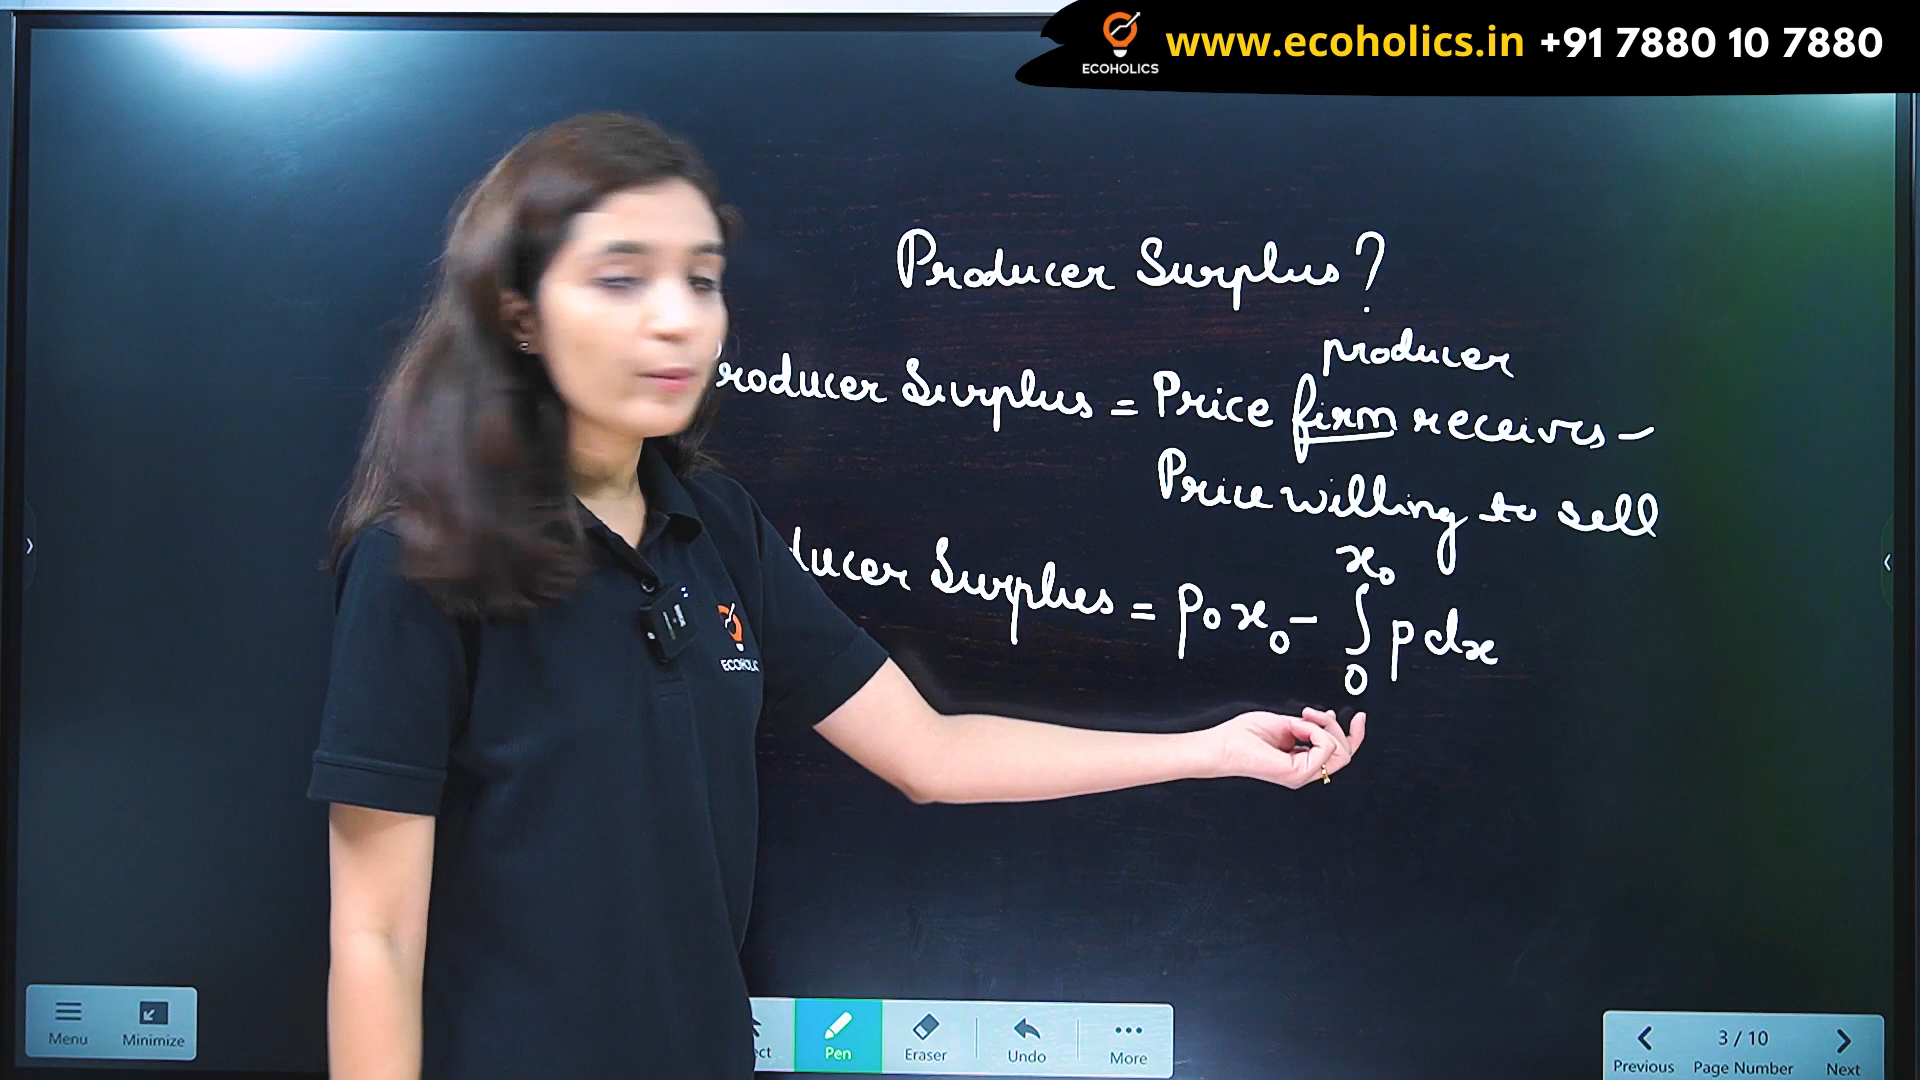 www.ecoholics.in +91 7880 10 7880
ECOHOLICS
Producer Surplus?
producer
roducer Surplus = Price firm receives –
Price willing to sell
ducer Surplus = p₀x₀ – ∫₀^x₀ p dx
ECOHOLIC
Menu
Minimize
ect
Pen
Eraser
Undo
More
Previous
3 / 10
Page Number
Next